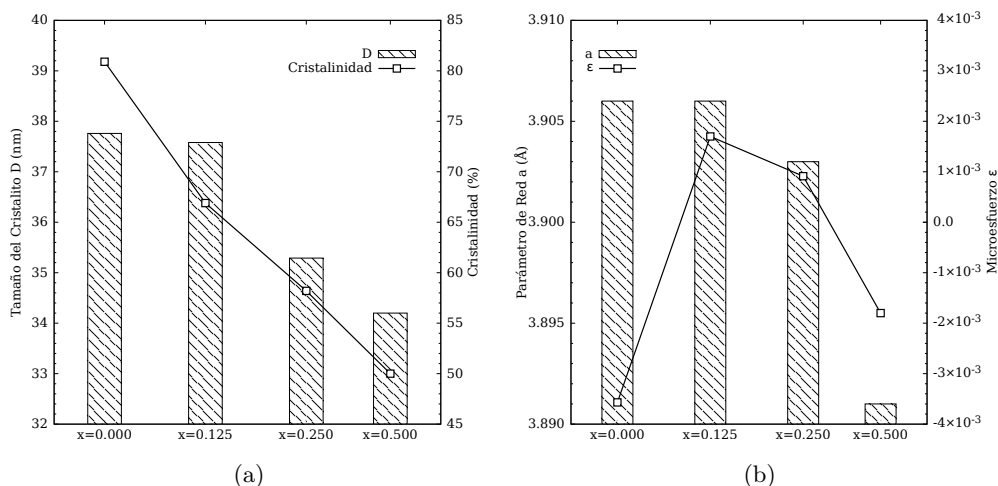 40
39
38
37
36
35
34
33
32
Tamaño del Cristalito D (nm)
85
80
75
70
65
60
55
50
45
Cristalinidad (%)
D
Cristalinidad
x=0.000 x=0.125 x=0.250 x=0.500
(a)
3.910
3.905
3.900
3.895
3.890
Parámetro de Red a (Å)
4×10⁻³
3×10⁻³
2×10⁻³
1×10⁻³
0.0
-1×10⁻³
-2×10⁻³
-3×10⁻³
-4×10⁻³
Microesfuerzo ε
a
ε
x=0.000 x=0.125 x=0.250 x=0.500
(b)